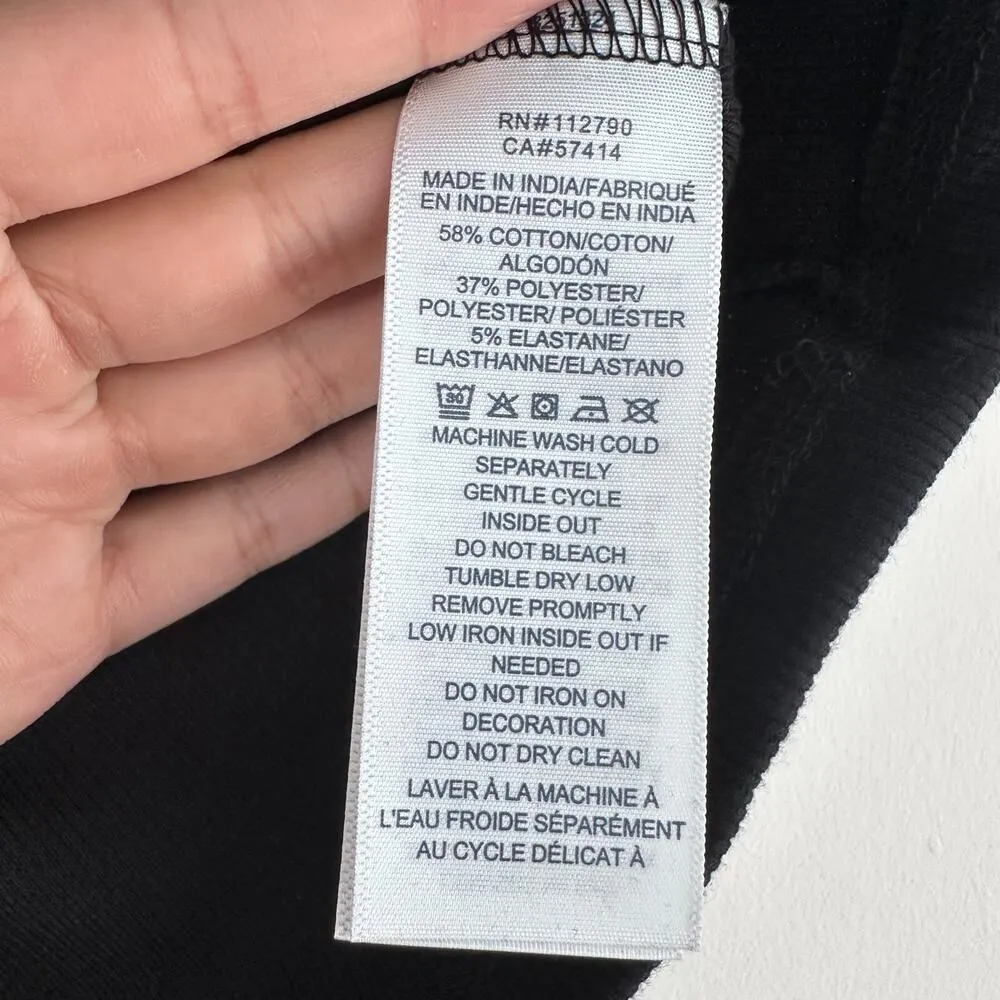 RN#112790
CA#57414
MADE IN INDIA/FABRIQUÉ
EN INDE/HECHO EN INDIA
58% COTTON/COTON/
ALGODÓN
37% POLYESTER/
POLYESTER/ POLIÉSTER
5% ELASTANE/
ELASTHANNE/ELASTANO
30
MACHINE WASH COLD
SEPARATELY
GENTLE CYCLE
INSIDE OUT
DO NOT BLEACH
TUMBLE DRY LOW
REMOVE PROMPTLY
LOW IRON INSIDE OUT IF
NEEDED
DO NOT IRON ON
DECORATION
DO NOT DRY CLEAN
LAVER À LA MACHINE À
L'EAU FROIDE SÉPARÉMENT
AU CYCLE DÉLICAT À